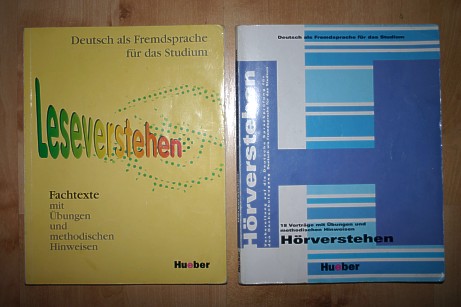 Deutsch als Fremdsprache
für das Studium
Leseverstehen
Fachtexte
mit
Übungen
und
methodischen
Hinweisen
Hueber
Deutsch als Fremdsprache für das Studium
Hörverstehen
18 Vorträge mit Übungen und
methodischen Hinweisen
Hörverstehen
Hueber